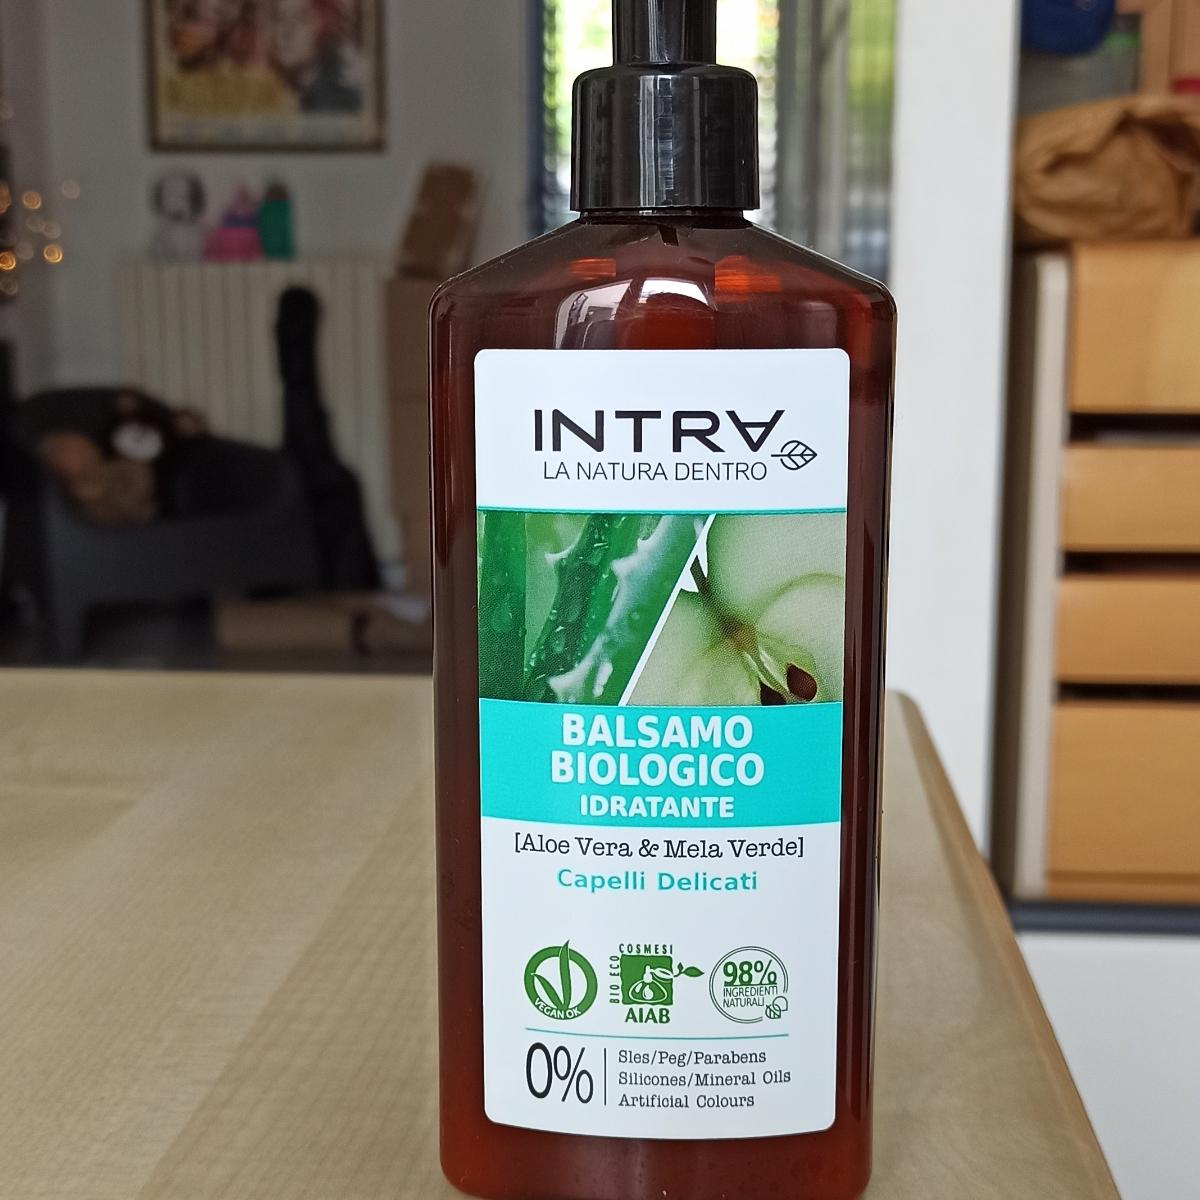 INTRA
LA NATURA DENTRO
BALSAMO
BIOLOGICO
IDRATANTE
[Aloe Vera & Mela Verde]
Capelli Delicati
VEGAN OK
BIO ECO COSMESI
AIAB
98%
INGREDIENTI
NATURALI
0%
Sles/Peg/Parabens
Silicones/Mineral Oils
Artificial Colours